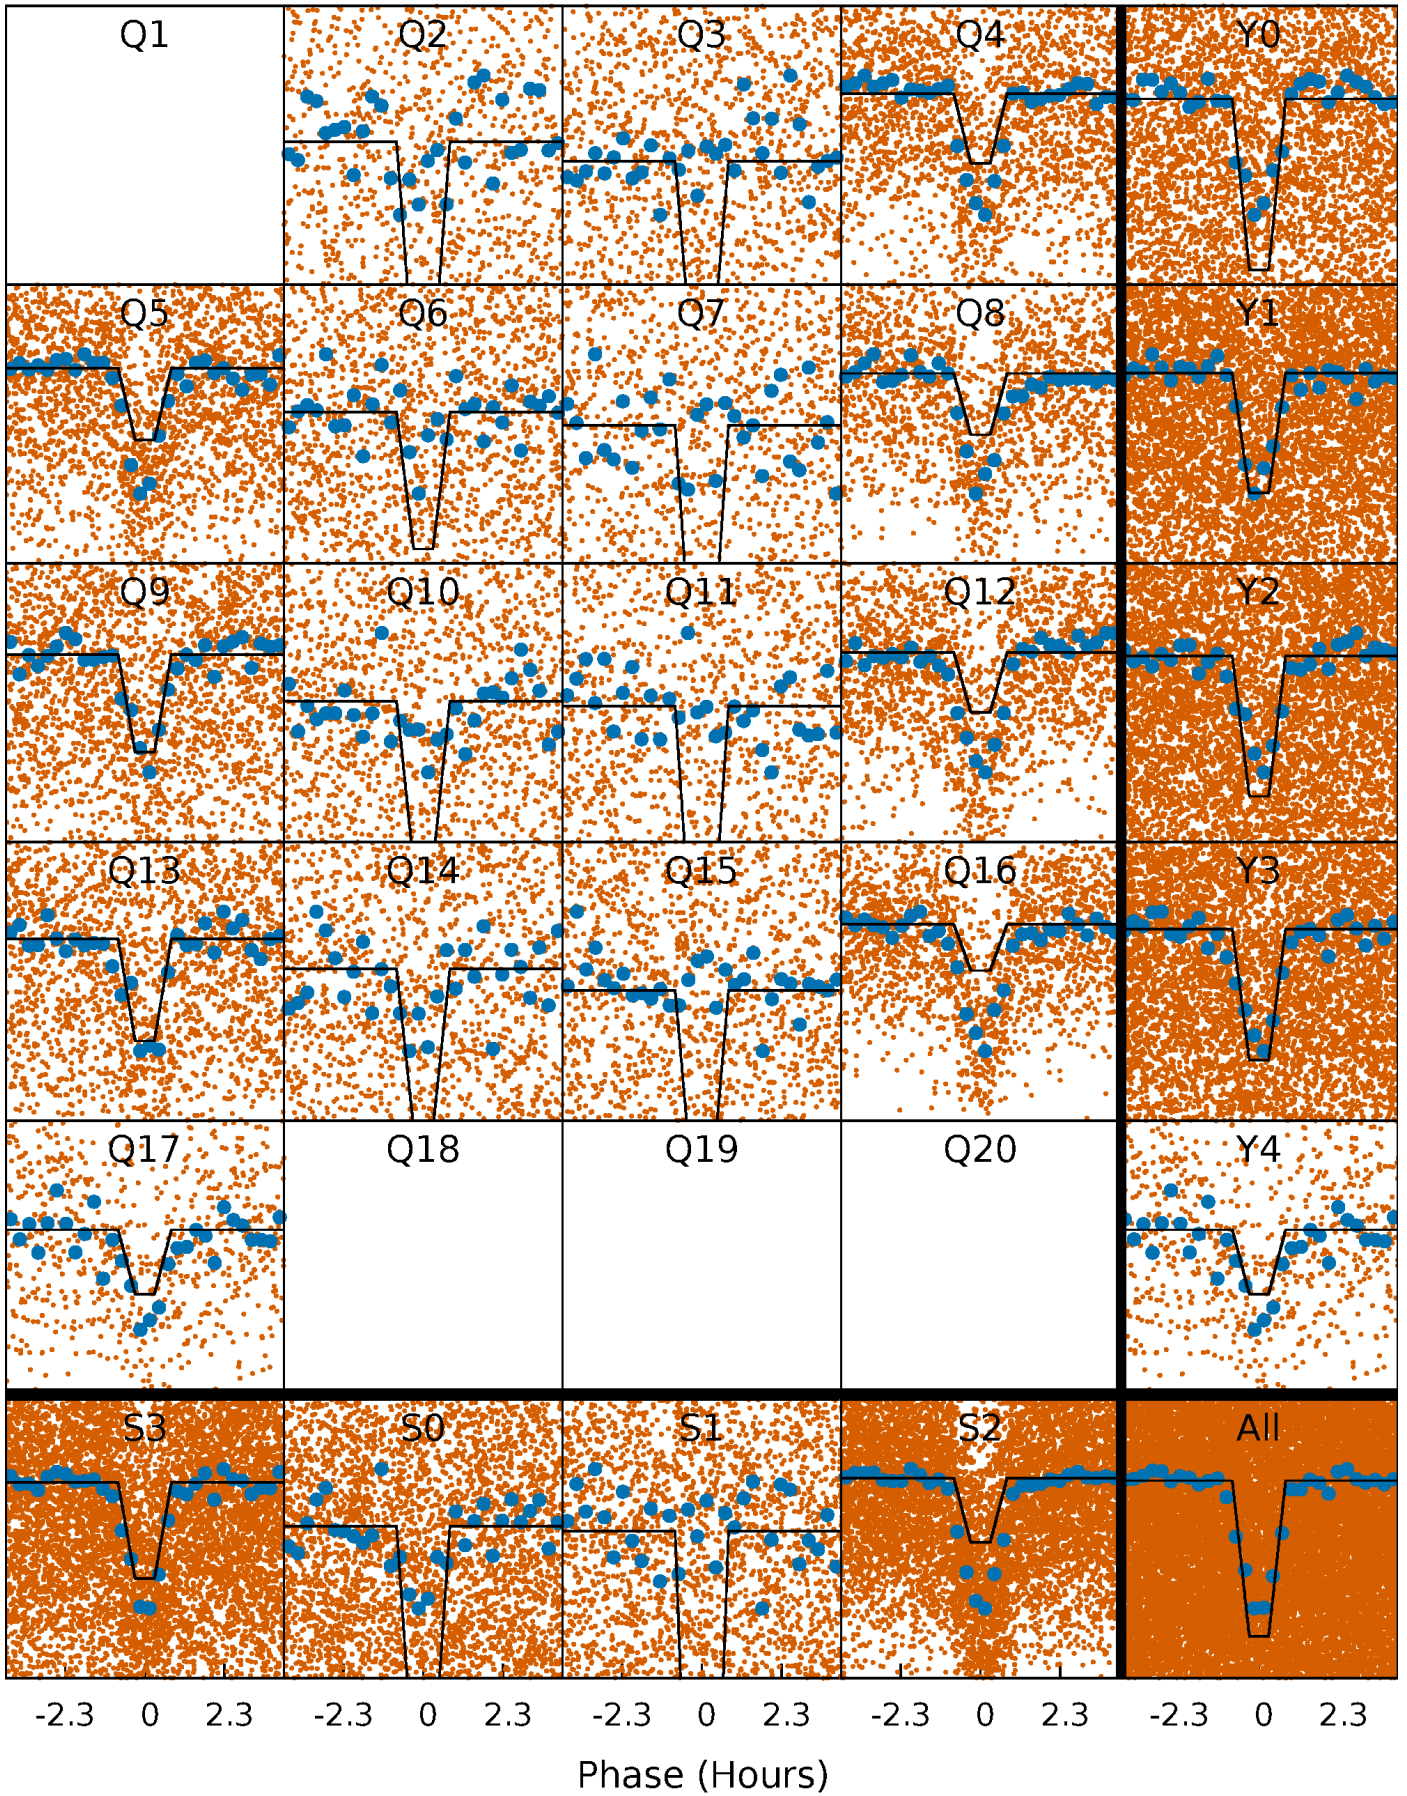 Q1 Q2 Q3 Q4 Y0
Q5 Q6 Q7 Q8 Y1
Q9 Q10 Q11 Q12 Y2
Q13 Q14 Q15 Q16 Y3
Q17 Q18 Q19 Q20 Y4
S3 S0 S1 S2 All
-2.3 0 2.3 -2.3 0 2.3 -2.3 0 2.3 -2.3 0 2.3 -2.3 0 2.3
Phase (Hours)